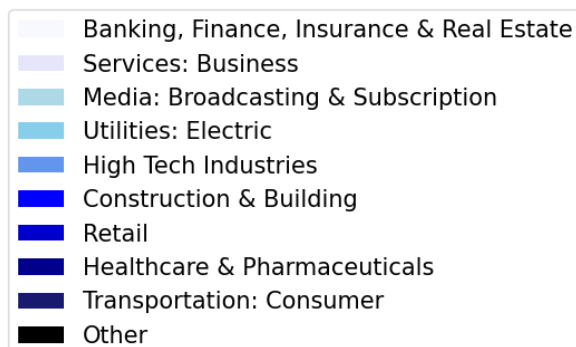 Banking, Finance, Insurance & Real Estate
Services: Business
Media: Broadcasting & Subscription
Utilities: Electric
High Tech Industries
Construction & Building
Retail
Healthcare & Pharmaceuticals
Transportation: Consumer
Other